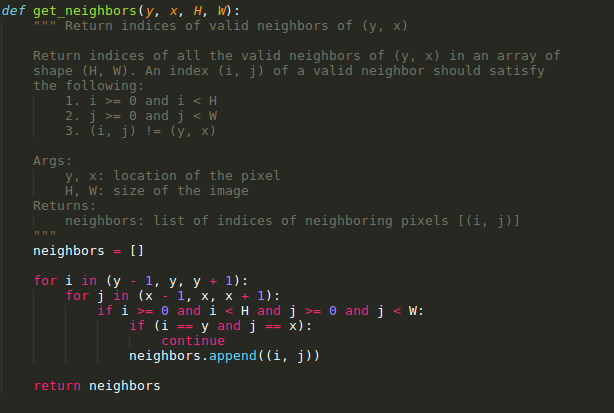 def get_neighbors(y, x, H, W):
    """ Return indices of valid neighbors of (y, x)

    Return indices of all the valid neighbors of (y, x) in an array of
    shape (H, W). An index (i, j) of a valid neighbor should satisfy
    the following:
        1. i >= 0 and i < H
        2. j >= 0 and j < W
        3. (i, j) != (y, x)

    Args:
        y, x: location of the pixel
        H, W: size of the image
    Returns:
        neighbors: list of indices of neighboring pixels [(i, j)]
    """
    neighbors = []

    for i in (y - 1, y, y + 1):
        for j in (x - 1, x, x + 1):
            if i >= 0 and i < H and j >= 0 and j < W:
                if (i == y and j == x):
                    continue
                neighbors.append((i, j))

    return neighbors